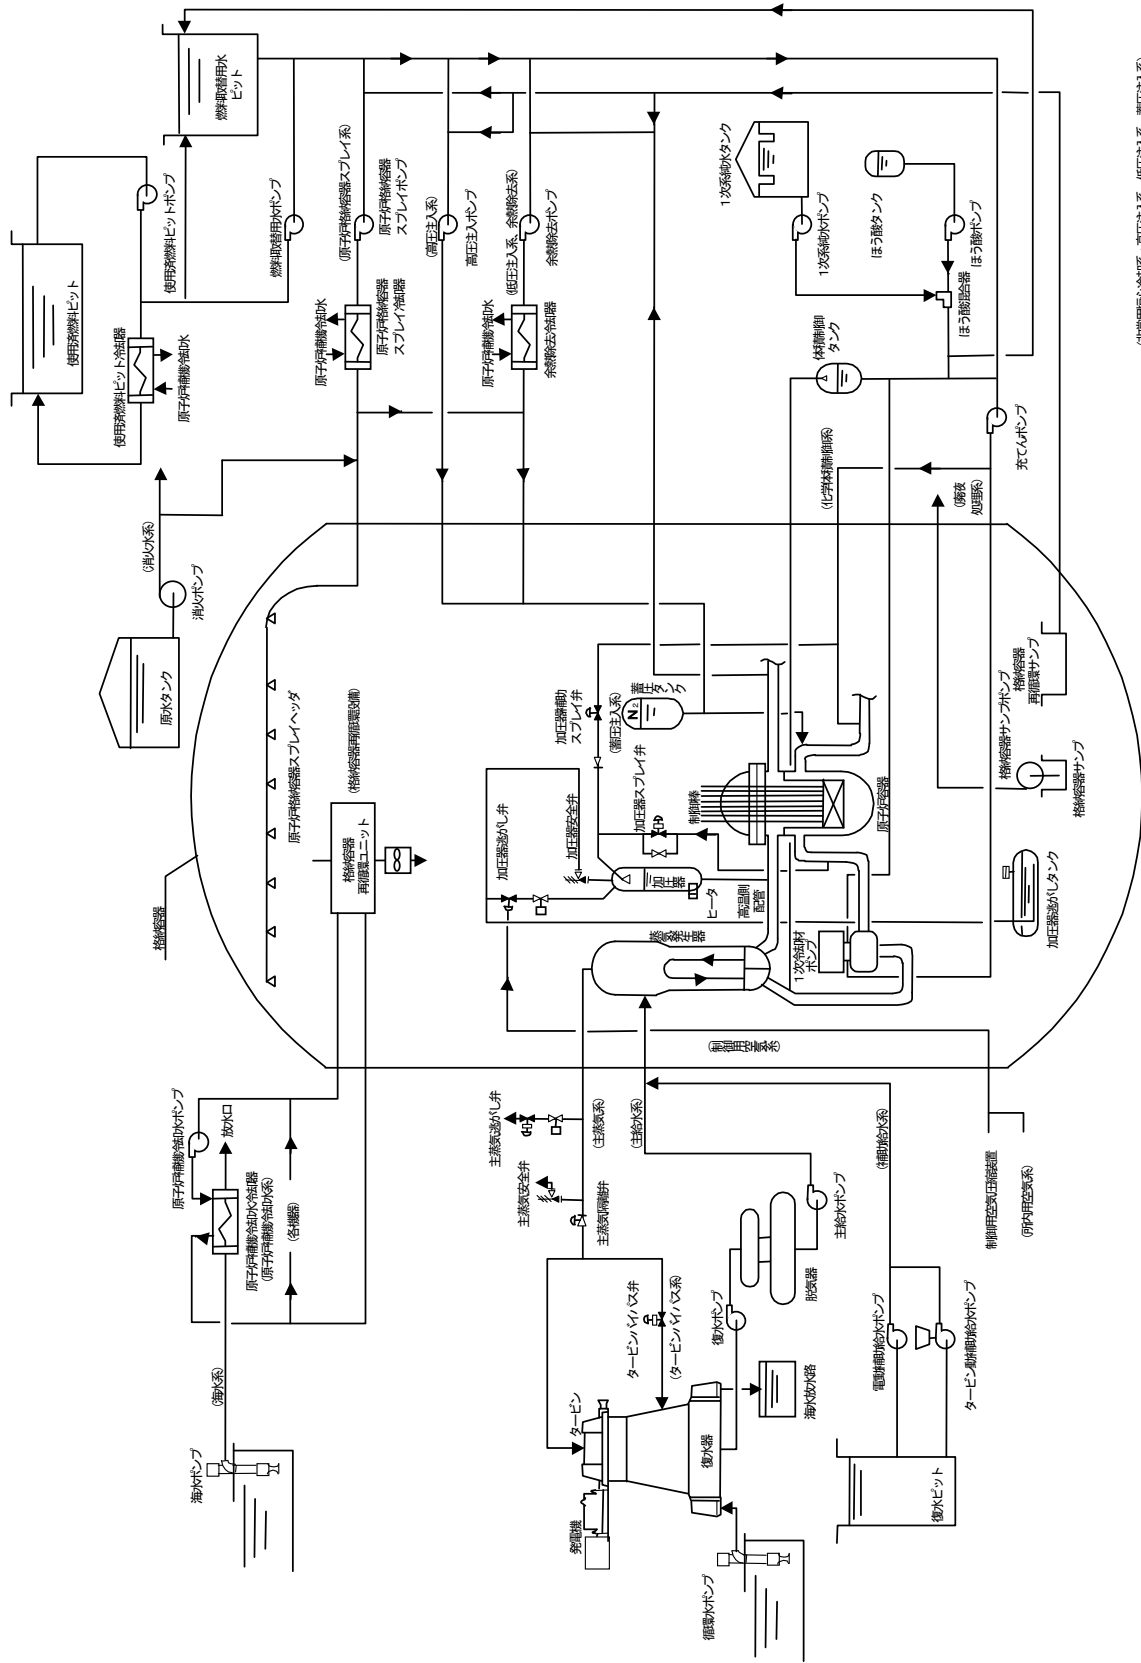 燃料取替用水
ピット
使用済燃料ピット
使用済燃料ピットポンプ
使用済燃料ピット冷却器
原子炉補機冷却水
燃料取替用水ポンプ
(原子炉格納容器スプレイ系)
原子炉格納容器
スプレイポンプ
(高圧注入系)
高圧注入ポンプ
(低圧注入系、余熱除去系)
余熱除去ポンプ
原子炉補機冷却水
原子炉格納容器
スプレイ冷却器
原子炉補機冷却水
余熱除去冷却器
1次系純水タンク
1次系純水ポンプ
ほう酸タンク
ほう酸ポンプ
ほう酸混合器
体積制御
タンク
充てんポンプ
(化学体積制御系)
(廃液
処理系)
(消火水系)
消火ポンプ
原水タンク
原子炉格納容器スプレイヘッダ
(格納容器再循環設備)
格納容器
再循環ユニット
格納容器
加圧器補助
スプレイ弁
(蓄圧注入系)
蓄圧タンク
N₂
加圧器スプレイ弁
加圧器安全弁
加圧器逃がし弁
制御棒
原子炉容器
加圧器
ヒータ
高温側
配管
蒸気発生器
1次冷却材
ポンプ
格納容器
再循環サンプ
格納容器サンプポンプ
格納容器サンプ
加圧器逃がしタンク
(制御用空気系)
原子炉補機冷却水ポンプ
放水口
原子炉補機冷却水冷却器
(原子炉補機冷却水系)
(各機器)
(海水系)
海水ポンプ
主蒸気逃がし弁
主蒸気安全弁
主蒸気隔離弁
(主蒸気系)
(主給水系)
主給水ポンプ
脱気器
復水ポンプ
タービンバイパス弁
(タービンバイパス系)
タービン
発電機
復水器
海水放水路
循環水ポンプ
(補助給水系)
電動補助給水ポンプ
タービン動補助給水ポンプ
復水ピット
制御用空気圧縮装置
(所内用空気系)